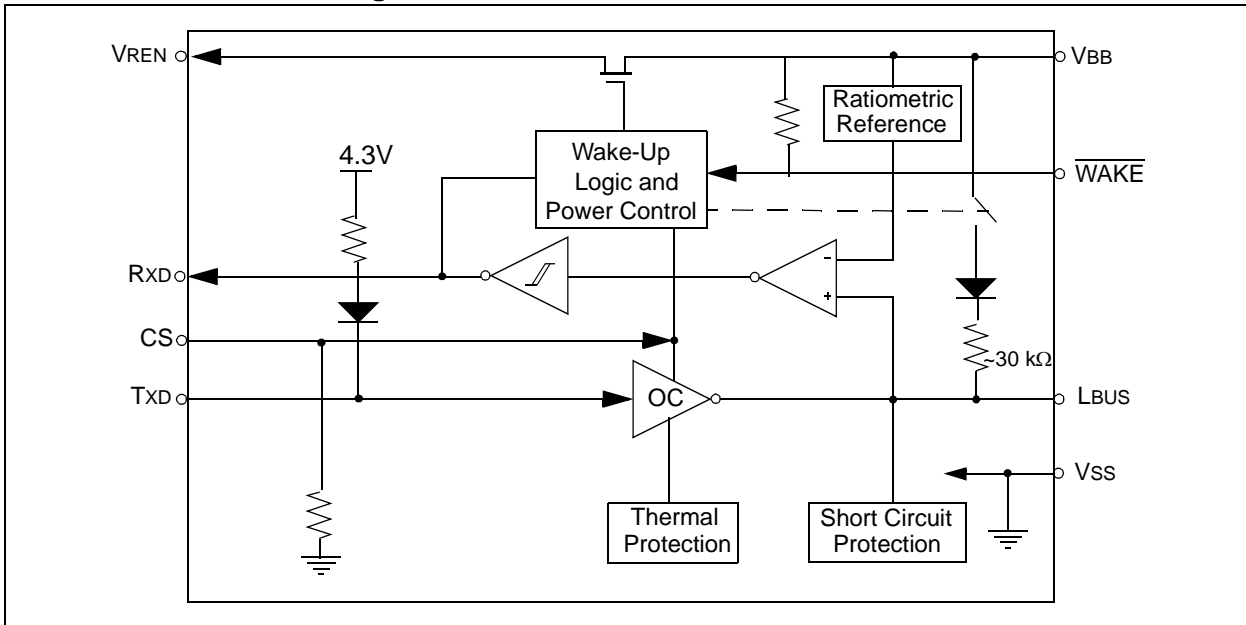 VREN
VBB
Ratiometric
Reference
Wake-Up
Logic and
Power Control
4.3V
WAKE
RXD
-
+
CS
~30 kΩ
TXD
OC
LBUS
VSS
Thermal
Protection
Short Circuit
Protection